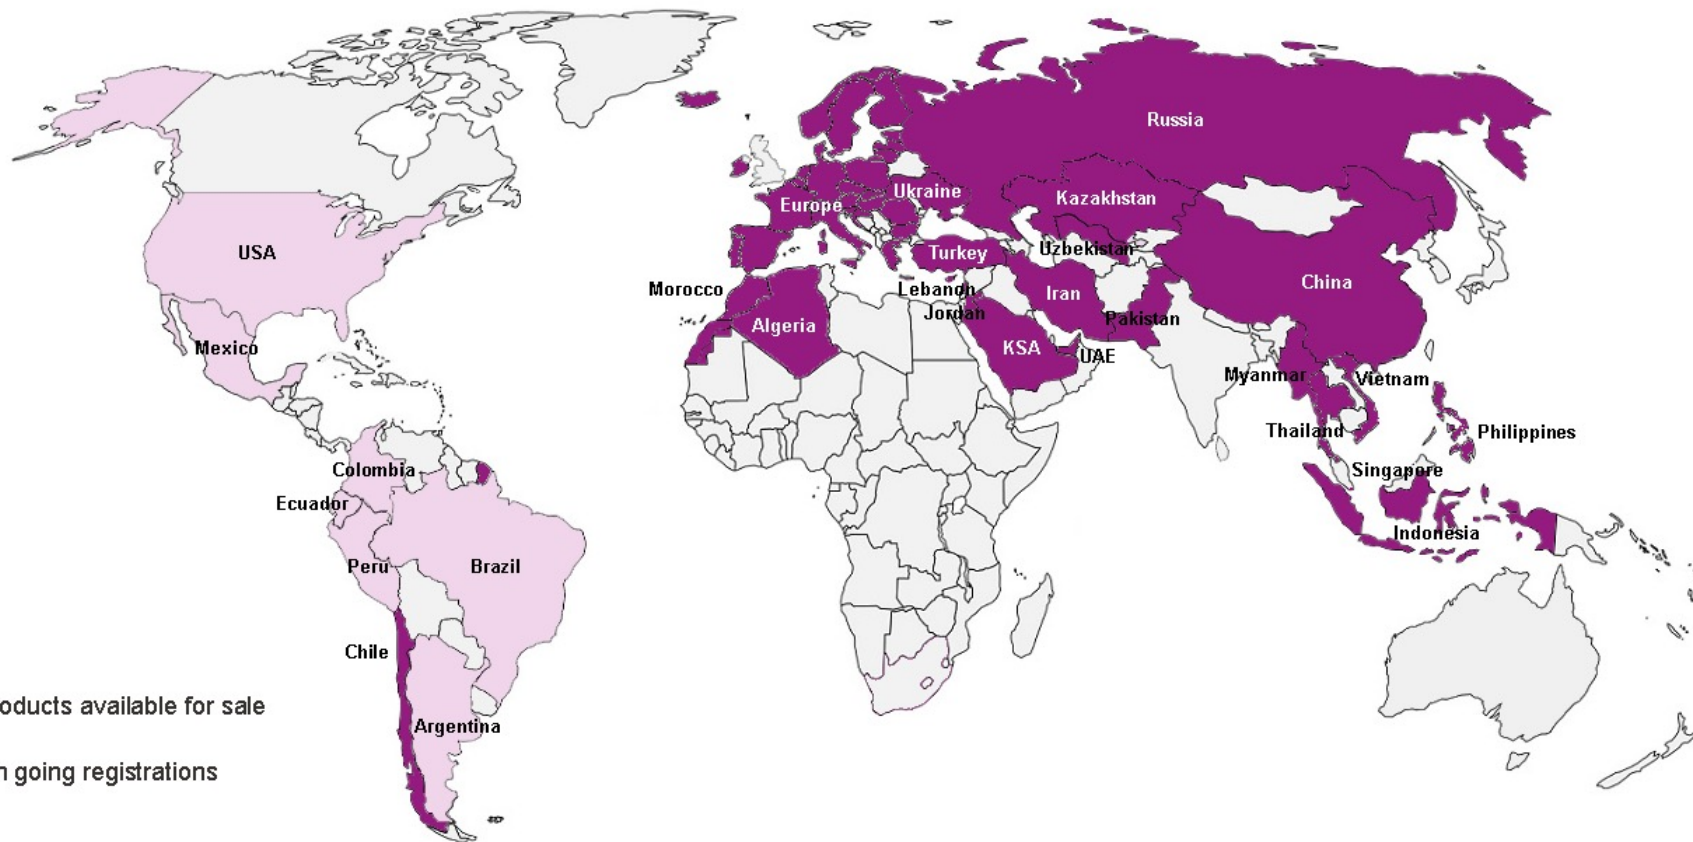 Russia
Ukraine
Kazakhstan
Europe
USA
Uzbekistan
Turkey
China
Morocco
Lebanon
Iran
Jordan
Pakistan
Algeria
KSA
UAE
Mexico
Myanmar
Vietnam
Thailand
Philippines
Colombia
Singapore
Ecuador
Indonesia
Peru
Brazil
Chile
oducts available for sale
Argentina
n going registrations